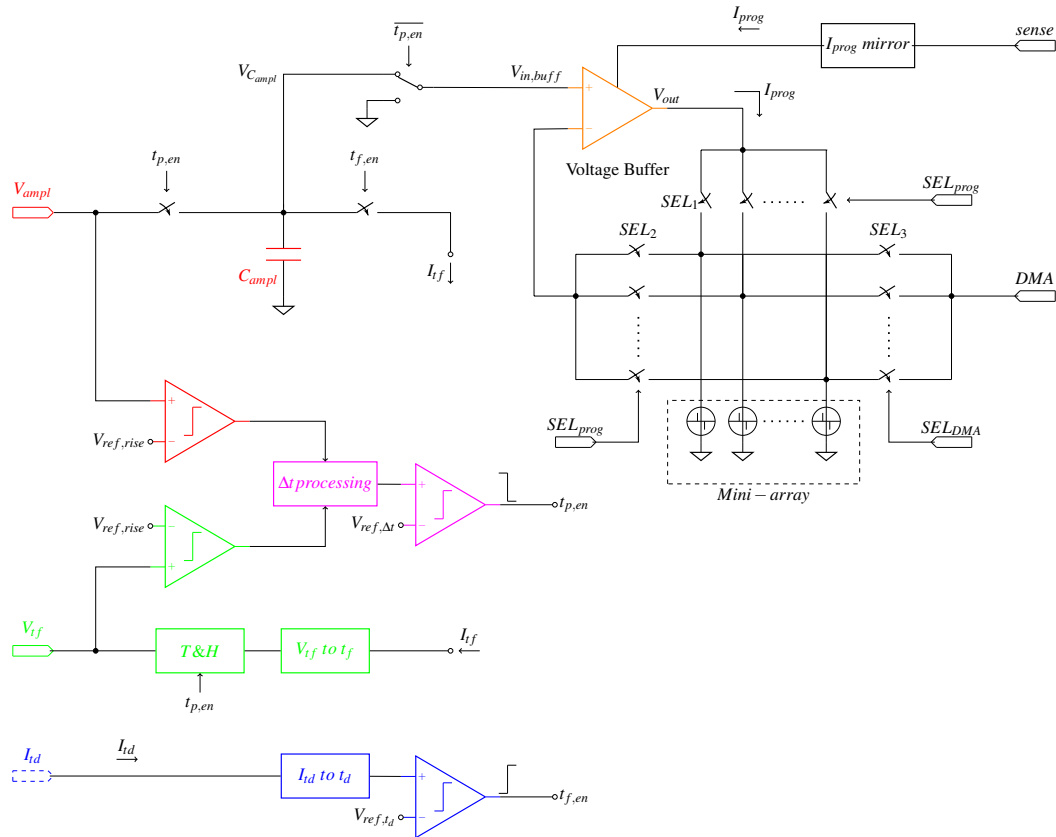 I_prog
sense
I_prog mirror
\overline{t_p,en}
V_C_ampl
V_in,buff
+
−
V_out
I_prog
Voltage Buffer
t_p,en
t_f,en
V_ampl
SEL_1
SEL_prog
SEL_2
SEL_3
C_ampl
I_tf
DMA
SEL_prog
SEL_DMA
Mini − array
+
V_ref,rise
−
Δt processing
+
V_ref,Δt
−
t_p,en
V_ref,rise
−
+
V_tf
T&H
V_tf to t_f
I_tf
t_p,en
I_td
I_td
I_td to t_d
+
V_ref,t_d
−
t_f,en